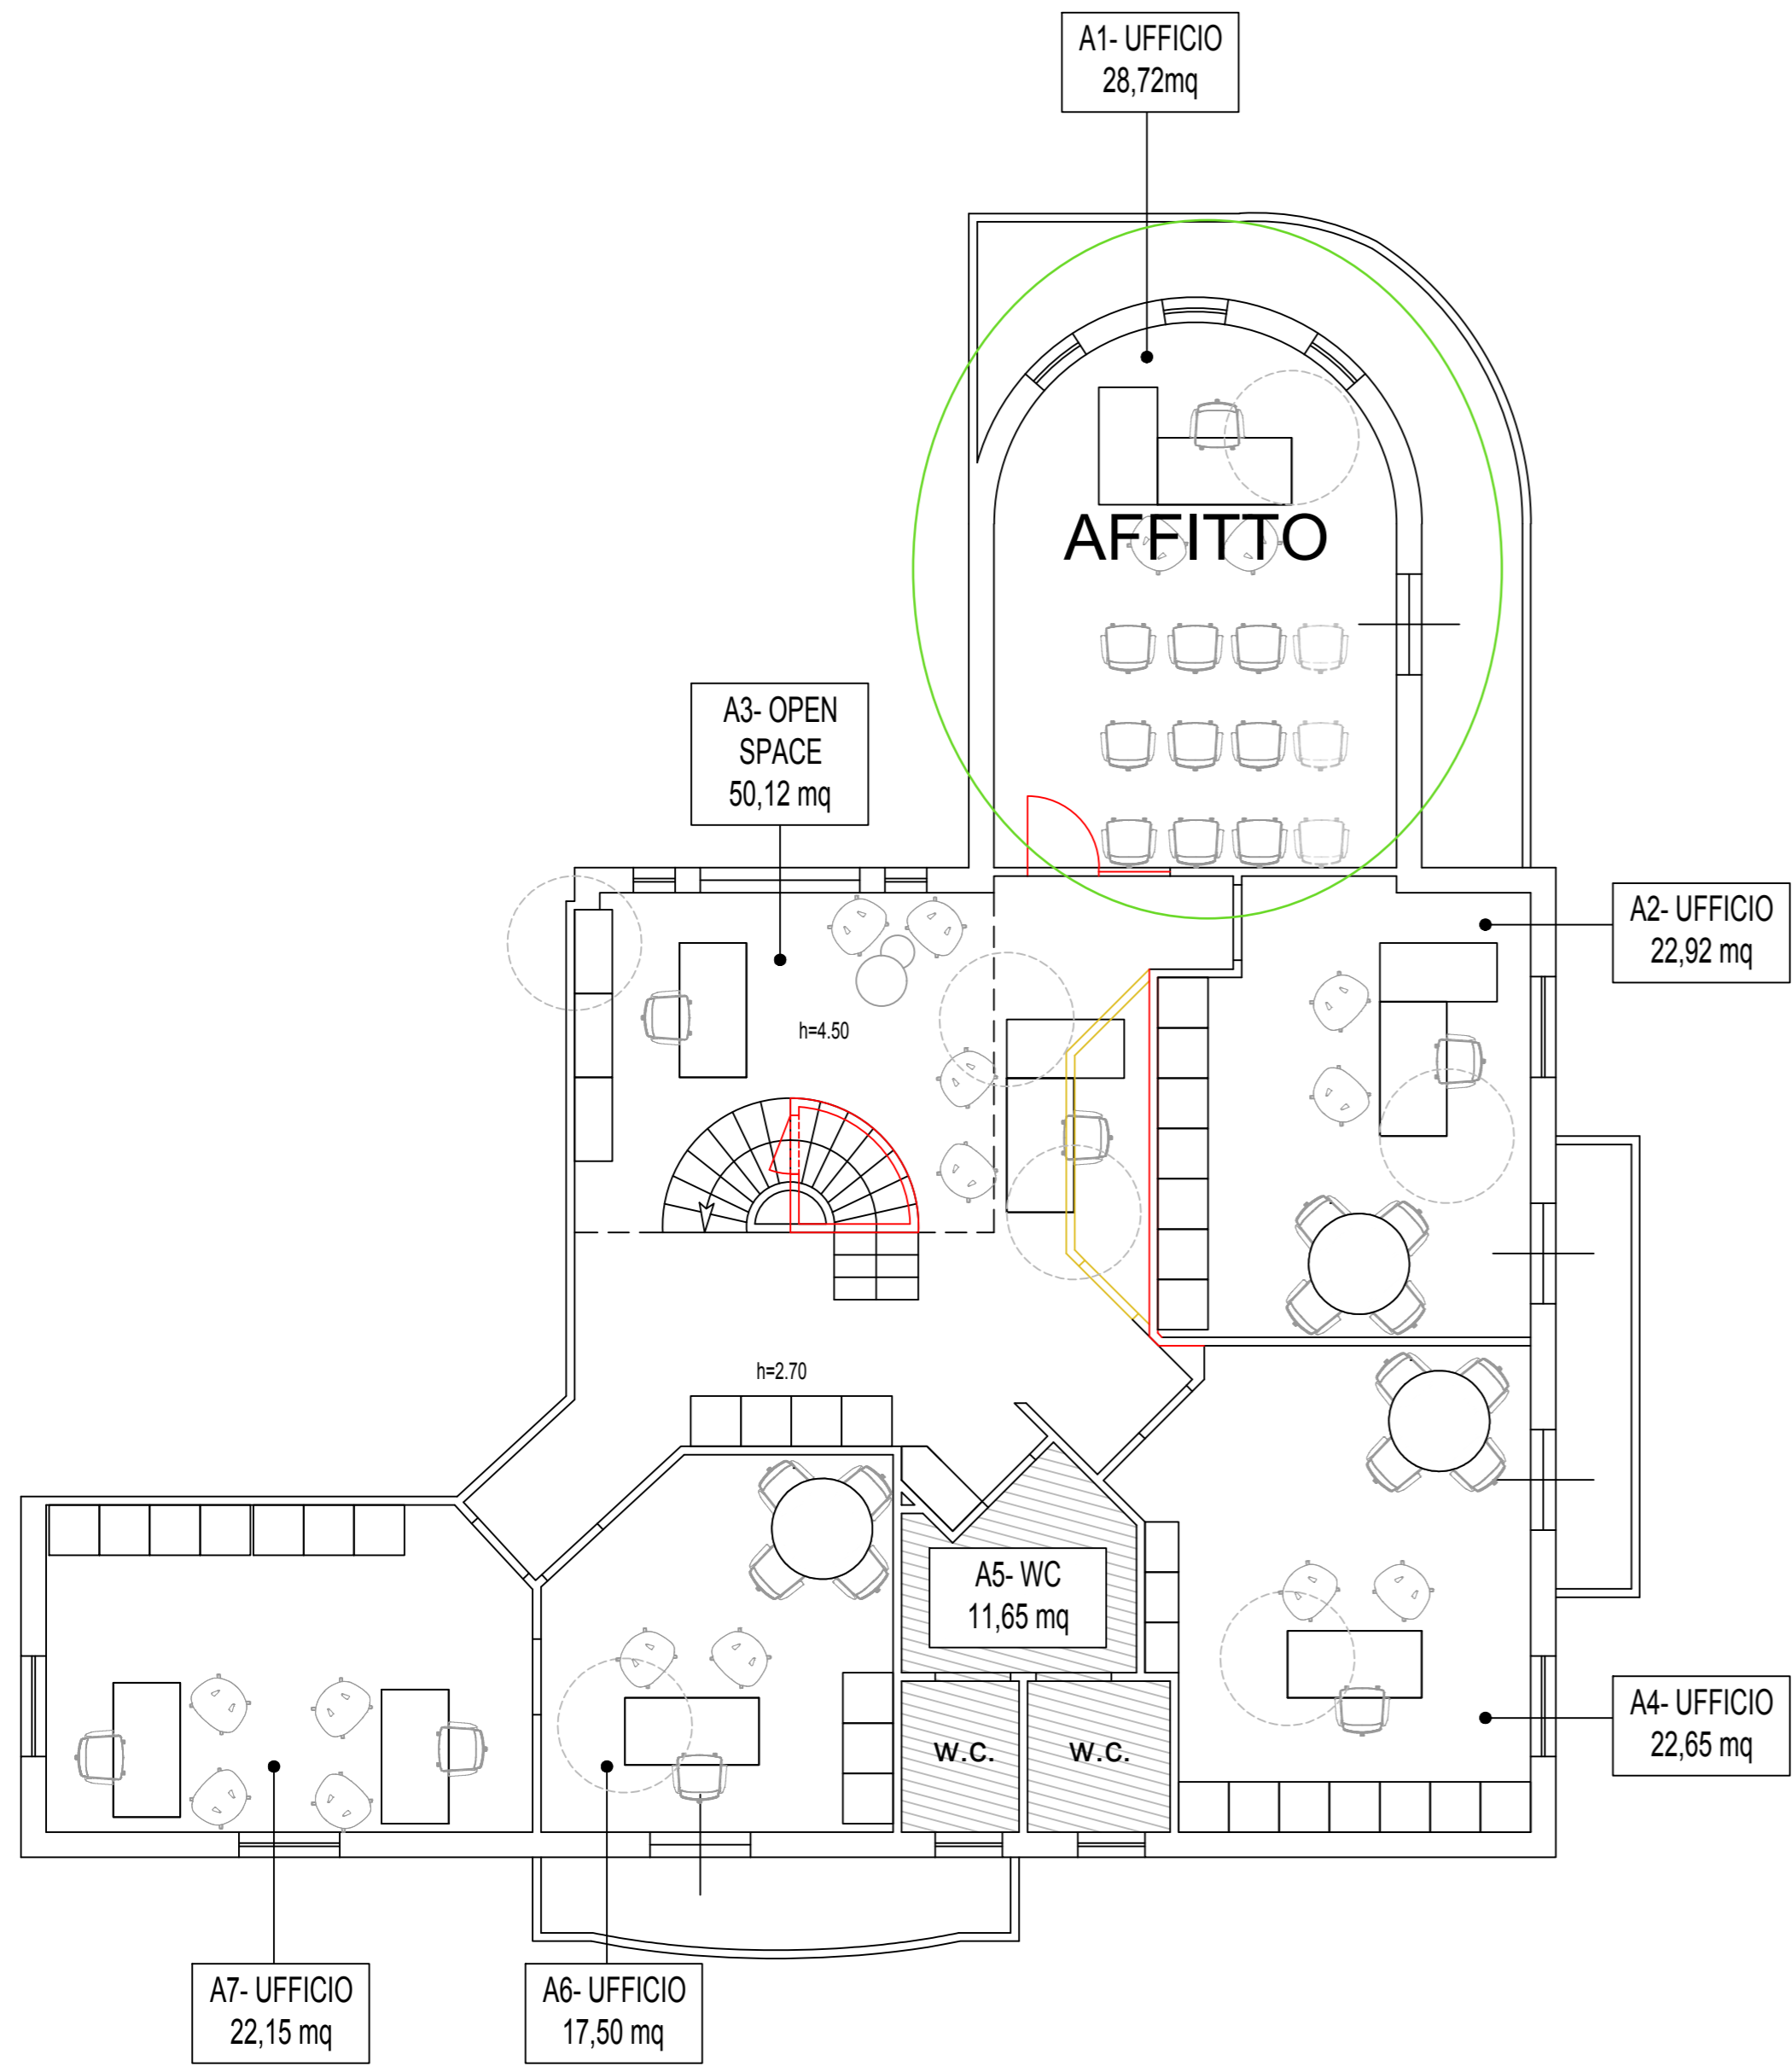 A1- UFFICIO
28,72mq
AFFITTO
A3- OPEN
SPACE
50,12 mq
A2- UFFICIO
22,92 mq
h=4.50
h=2.70
A5- WC
11,65 mq
w.c.
w.c.
A4- UFFICIO
22,65 mq
A7- UFFICIO
22,15 mq
A6- UFFICIO
17,50 mq